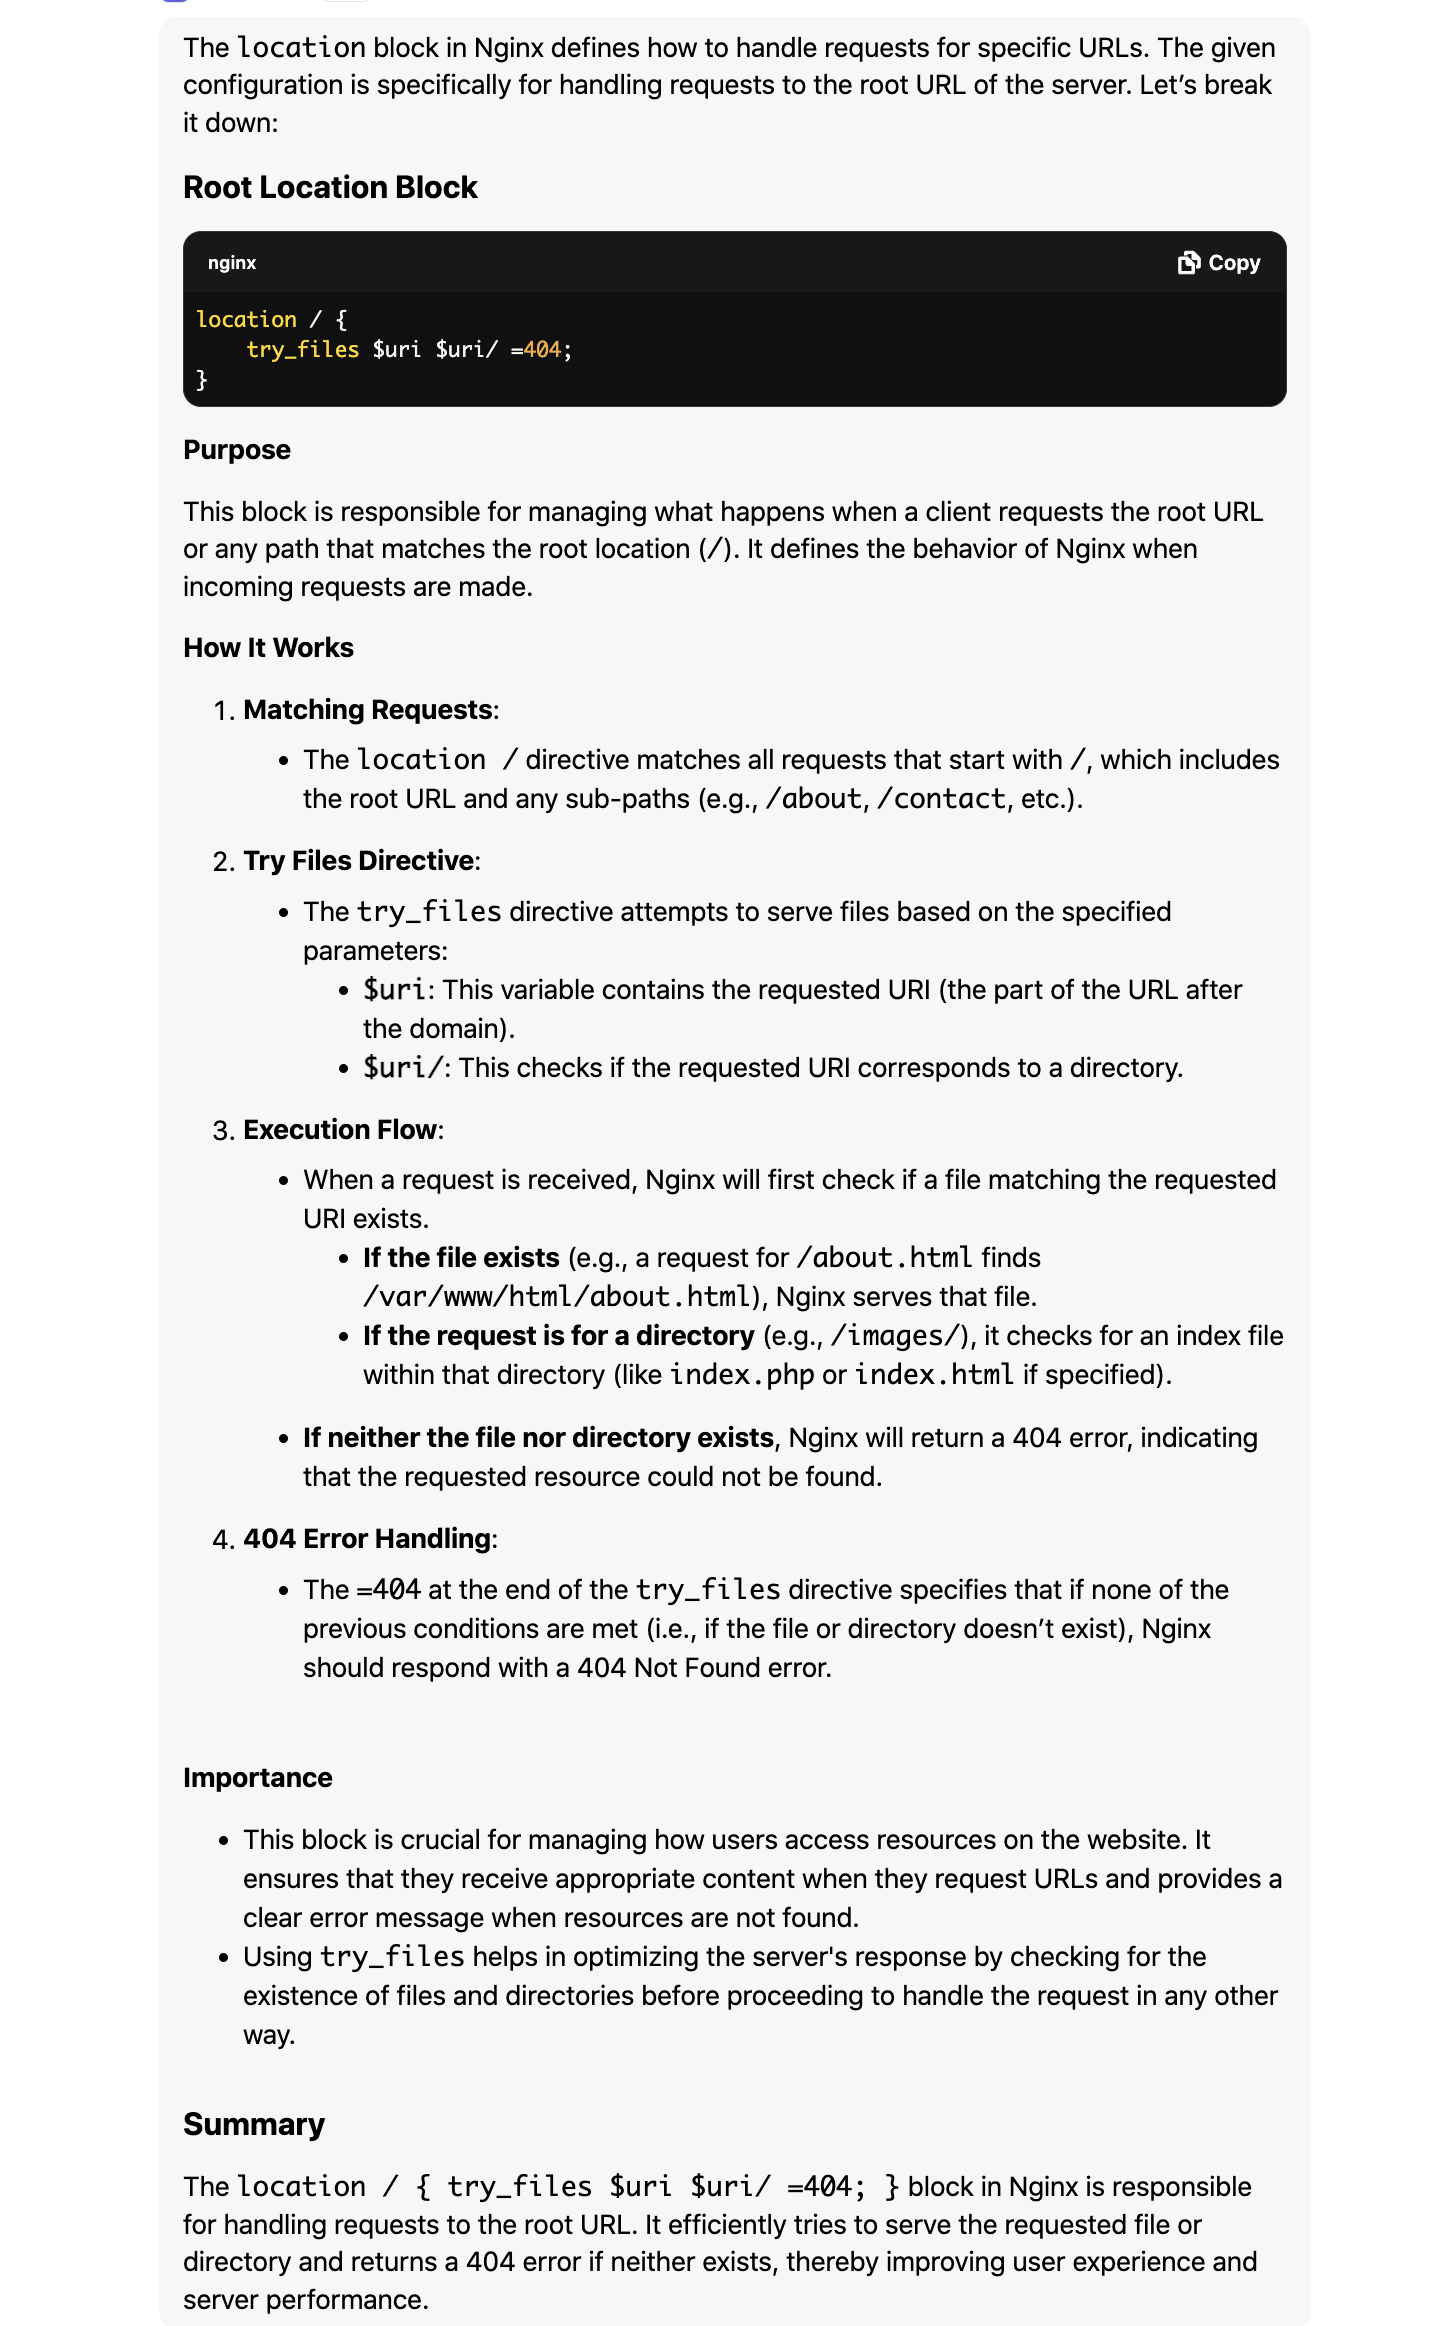 The location block in Nginx defines how to handle requests for specific URLs. The given
configuration is specifically for handling requests to the root URL of the server. Let’s break
it down:
Root Location Block
nginx
Copy
location / {
    try_files $uri $uri/ =404;
}
Purpose
This block is responsible for managing what happens when a client requests the root URL
or any path that matches the root location (/). It defines the behavior of Nginx when
incoming requests are made.
How It Works
1. Matching Requests:
• The location / directive matches all requests that start with /, which includes
the root URL and any sub-paths (e.g., /about, /contact, etc.).
2. Try Files Directive:
• The try_files directive attempts to serve files based on the specified
parameters:
• $uri: This variable contains the requested URI (the part of the URL after
the domain).
• $uri/: This checks if the requested URI corresponds to a directory.
3. Execution Flow:
• When a request is received, Nginx will first check if a file matching the requested
URI exists.
• If the file exists (e.g., a request for /about.html finds
/var/www/html/about.html), Nginx serves that file.
• If the request is for a directory (e.g., /images/), it checks for an index file
within that directory (like index.php or index.html if specified).
• If neither the file nor directory exists, Nginx will return a 404 error, indicating
that the requested resource could not be found.
4. 404 Error Handling:
• The =404 at the end of the try_files directive specifies that if none of the
previous conditions are met (i.e., if the file or directory doesn’t exist), Nginx
should respond with a 404 Not Found error.
Importance
• This block is crucial for managing how users access resources on the website. It
ensures that they receive appropriate content when they request URLs and provides a
clear error message when resources are not found.
• Using try_files helps in optimizing the server's response by checking for the
existence of files and directories before proceeding to handle the request in any other
way.
Summary
The location / { try_files $uri $uri/ =404; } block in Nginx is responsible
for handling requests to the root URL. It efficiently tries to serve the requested file or
directory and returns a 404 error if neither exists, thereby improving user experience and
server performance.